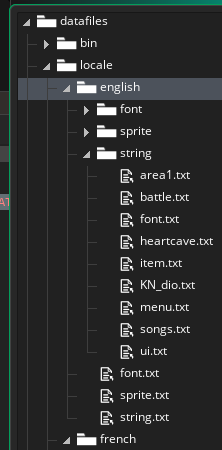 datafiles
bin
locale
english
font
sprite
string
area1.txt
battle.txt
font.txt
heartcave.txt
item.txt
KN_dio.txt
menu.txt
songs.txt
ui.txt
font.txt
sprite.txt
string.txt
french